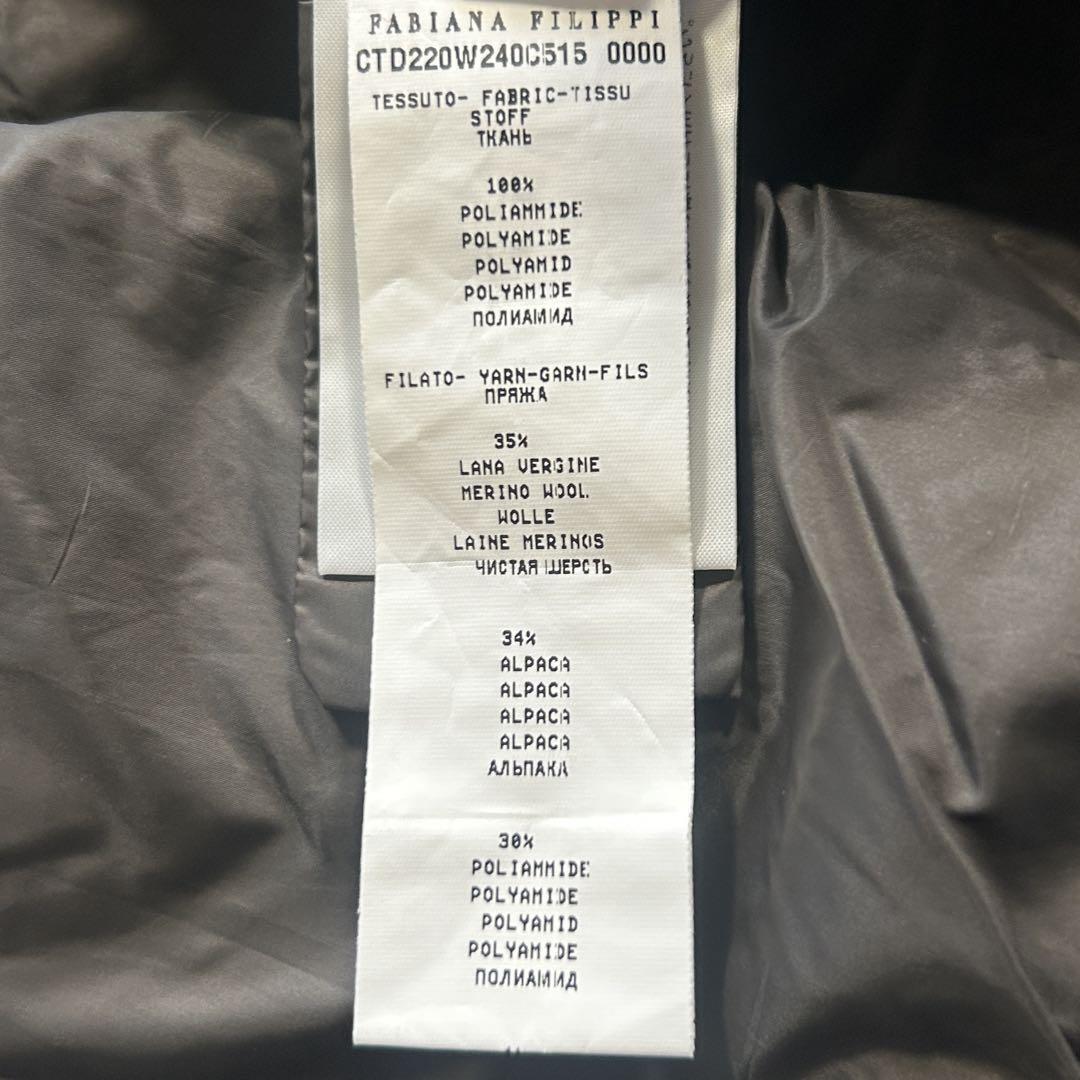 FABIANA FILIPPI
CTD220W240C515 0000
TESSUTO- FABRIC-TISSU
STOFF
ТКАНЬ
100%
POLIAMMIDE
POLYAMIDE
POLYAMID
POLYAMIDE
ПОЛИАМИД
FILATO- YARN-GARN-FILS
ПРЯЖА
35%
LANA VERGINE
MERINO WOOL
WOLLE
LAINE MERINOS
ЧИСТАЯ ШЕРСТЬ
34%
ALPACA
ALPACA
ALPACA
ALPACA
АЛЬПАКА
30%
POLIAMMIDE
POLYAMIDE
POLYAMID
POLYAMIDE
ПОЛИАМИД